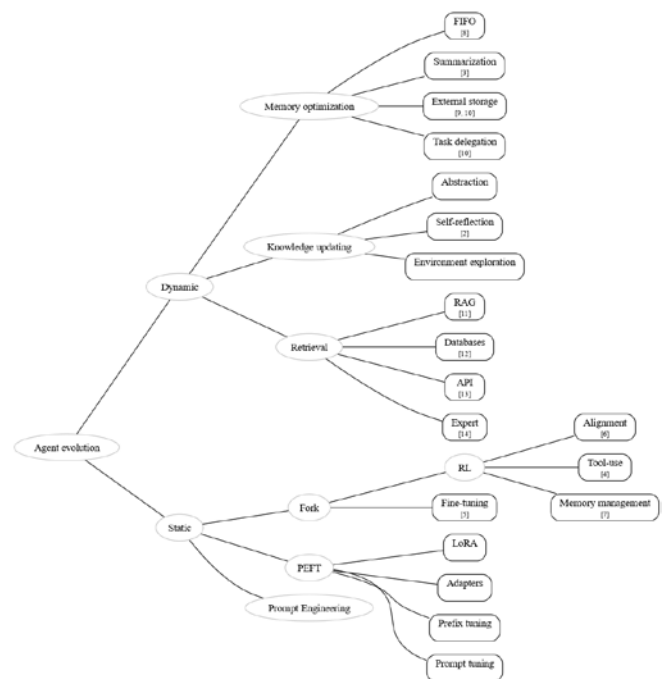 FIFO
[8]
Summarization
[3]
Memory optimization
External storage
[9, 10]
Task delegation
[10]
Abstraction
Self-reflection
[2]
Knowledge updating
Environment exploration
Dynamic
RAG
[11]
Retrieval
Databases
[12]
API
[13]
Expert
[14]
Agent evolution
Alignment
[6]
RL
Tool-use
[4]
Fork
Fine-tuning
[5]
Memory management
[7]
Static
LoRA
PEFT
Adapters
Prompt Engineering
Prefix tuning
Prompt tuning